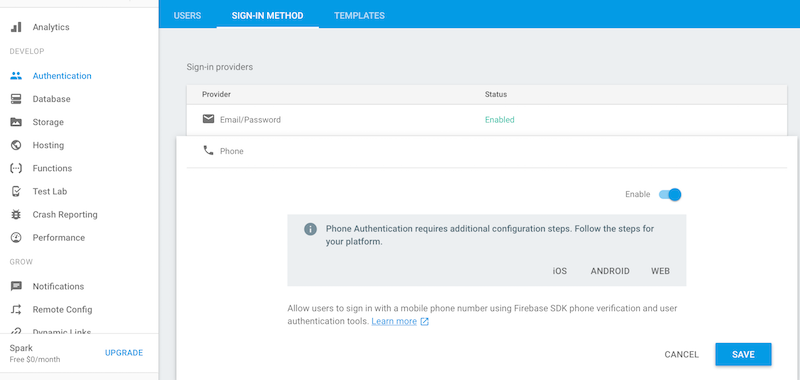 Analytics
DEVELOP
Authentication
Database
Storage
Hosting
Functions
Test Lab
Crash Reporting
Performance
GROW
Notifications
Remote Config
Dynamic Links
Spark
Free $0/month
UPGRADE
USERS SIGN-IN METHOD TEMPLATES
Sign-in providers
Provider Status
Email/Password Enabled
Phone
Enable
Phone Authentication requires additional configuration steps. Follow the steps for
your platform.
iOS ANDROID WEB
Allow users to sign in with a mobile phone number using Firebase SDK phone verification and user
authentication tools. Learn more
CANCEL SAVE